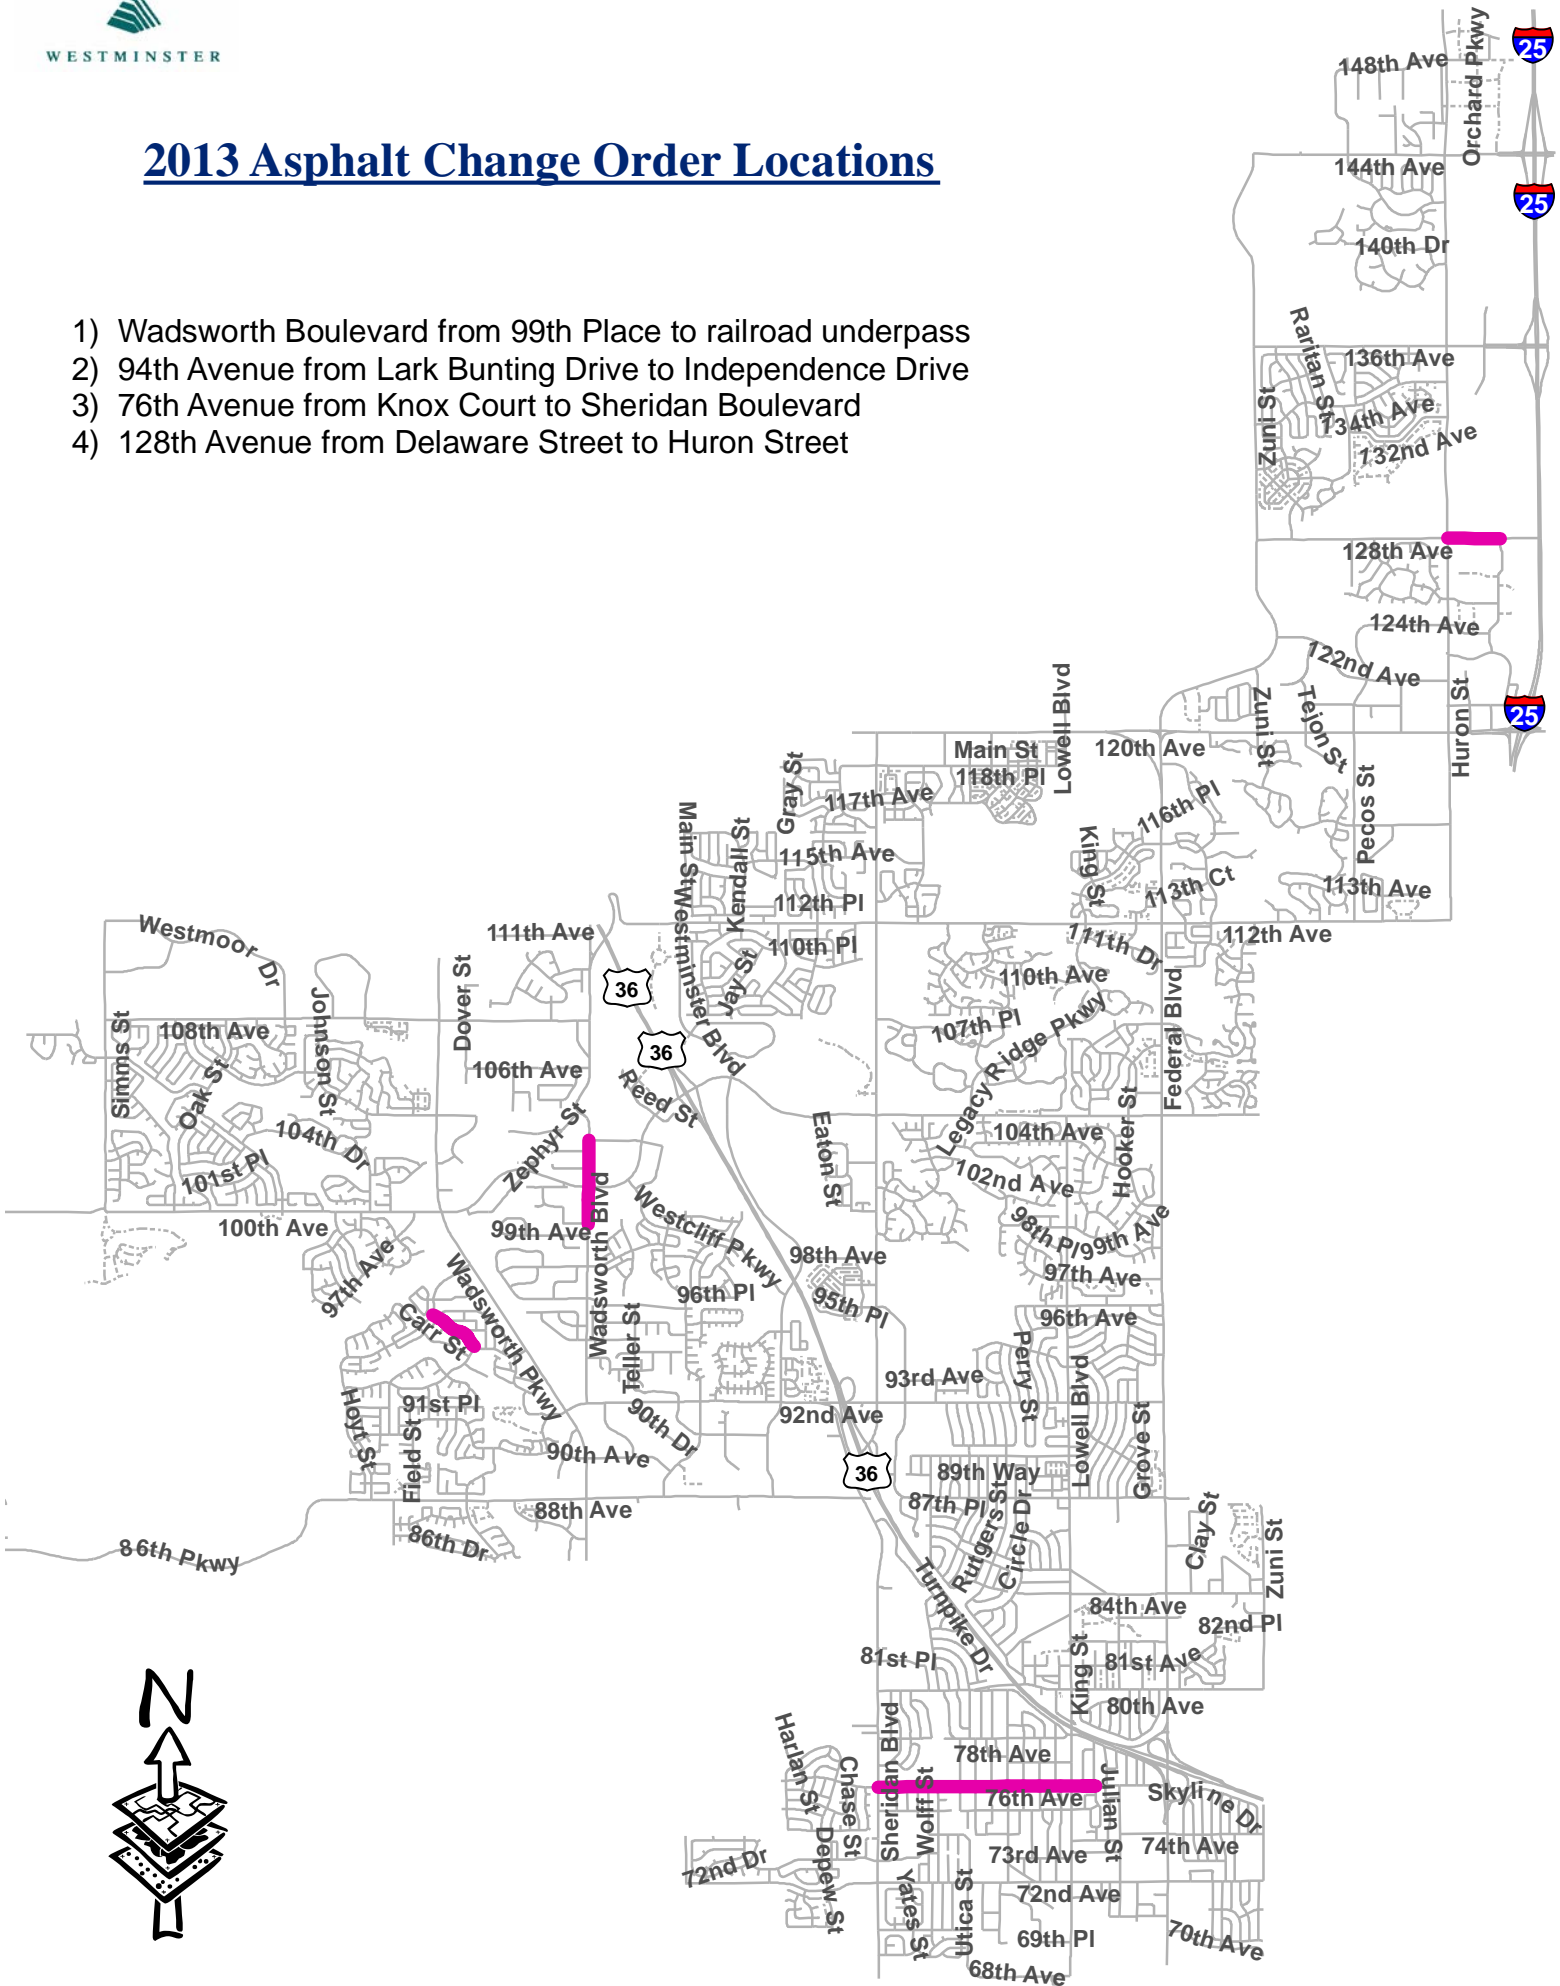 WESTMINSTER
2013 Asphalt Change Order Locations
1) Wadsworth Boulevard from 99th Place to railroad underpass
2) 94th Avenue from Lark Bunting Drive to Independence Drive
3) 76th Avenue from Knox Court to Sheridan Boulevard
4) 128th Avenue from Delaware Street to Huron Street
148th Ave
Orchard Pkwy
25
144th Ave
25
140th Dr
Raritan St
136th Ave
Zuni St
134th Ave
132nd Ave
128th Ave
124th Ave
122nd Ave
Lowell Blvd
Zuni St
Tejon St
Huron St
25
Main St
120th Ave
118th Pl
Gray St
117th Ave
116th Pl
Pecos St
Main St
Kendall St
115th Ave
King St
113th Ct
113th Ave
112th Pl
Westmoor Dr
111th Ave
Westminster Blvd
110th Pl
111th Dr
112th Ave
Dover St
36
Jay St
110th Ave
Federal Blvd
Johnson St
Simms St
108th Ave
107th Pl
Legacy Ridge Pkwy
36
106th Ave
Oak St
Reed St
Zephyr St
Eaton St
Hooker St
104th Dr
104th Ave
101st Pl
102nd Ave
Wadsworth Blvd
Westcliff Pkwy
100th Ave
99th Ave
98th Pl
99th Ave
98th Ave
97th Ave
97th Ave
Wadsworth Pkwy
96th Pl
95th Pl
96th Ave
Carr St
Teller St
Perry St
93rd Ave
Lowell Blvd
Hoyt St
91st Pl
90th Dr
92nd Ave
Grove St
Field St
90th Ave
36
89th Way
87th Pl
Rutgers St
Circle Dr
88th Ave
Clay St
Zuni St
86th Pkwy
86th Dr
Turnpike Dr
84th Ave
82nd Pl
81st Pl
King St
81st Ave
80th Ave
N
Harlan St
Chase St
Sheridan Blvd
78th Ave
Wolff St
76th Ave
Julian St
Skyline Dr
72nd Dr
Depew St
73rd Ave
74th Ave
Yates St
Utica St
72nd Ave
69th Pl
70th Ave
68th Ave